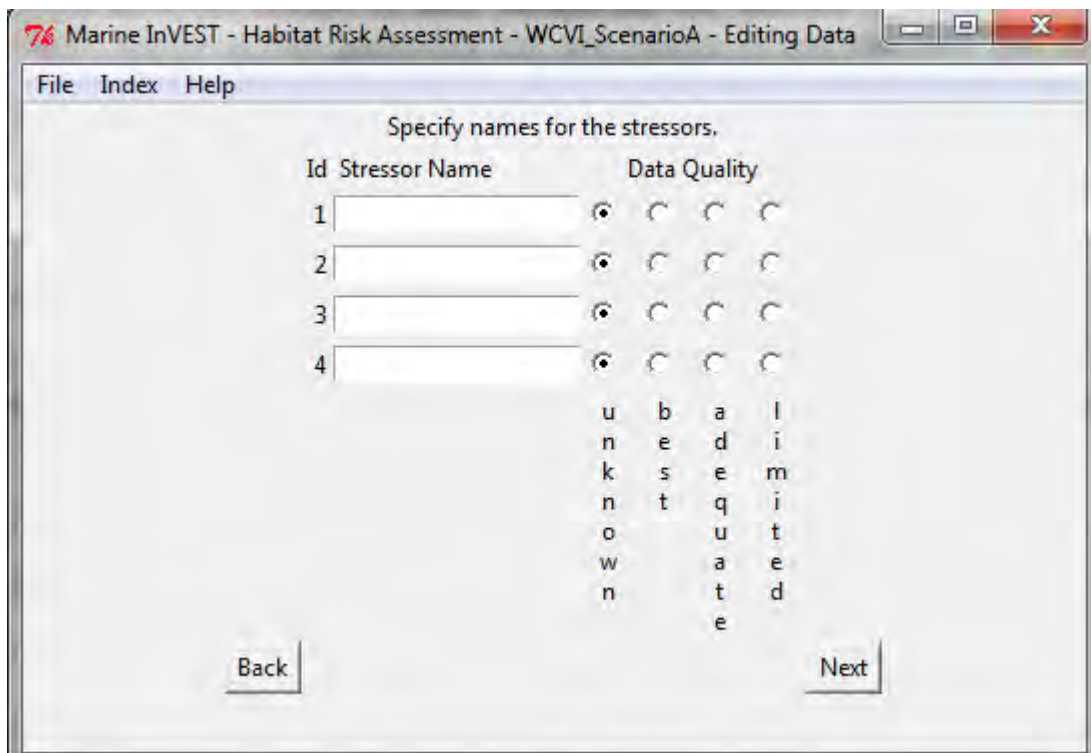 Marine InVEST - Habitat Risk Assessment - WCVI_ScenarioA - Editing Data
File Index Help
Specify names for the stressors.
Id Stressor Name Data Quality
1
2
3
4
unknown best adequate limited
Back Next